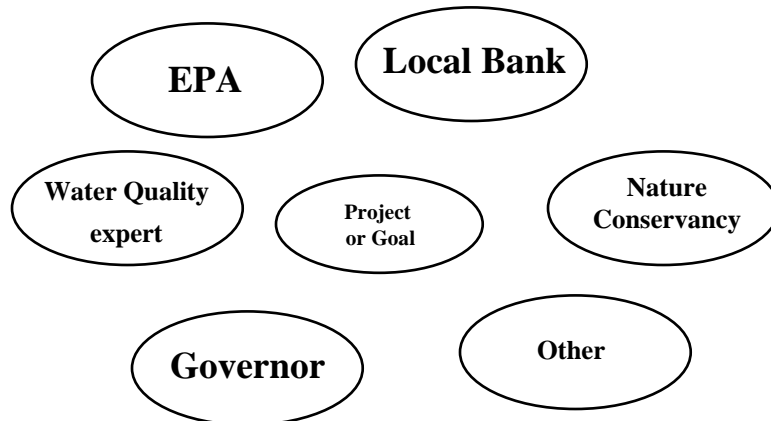 EPA
Local Bank
Water Quality
expert
Project
or Goal
Nature
Conservancy
Governor
Other